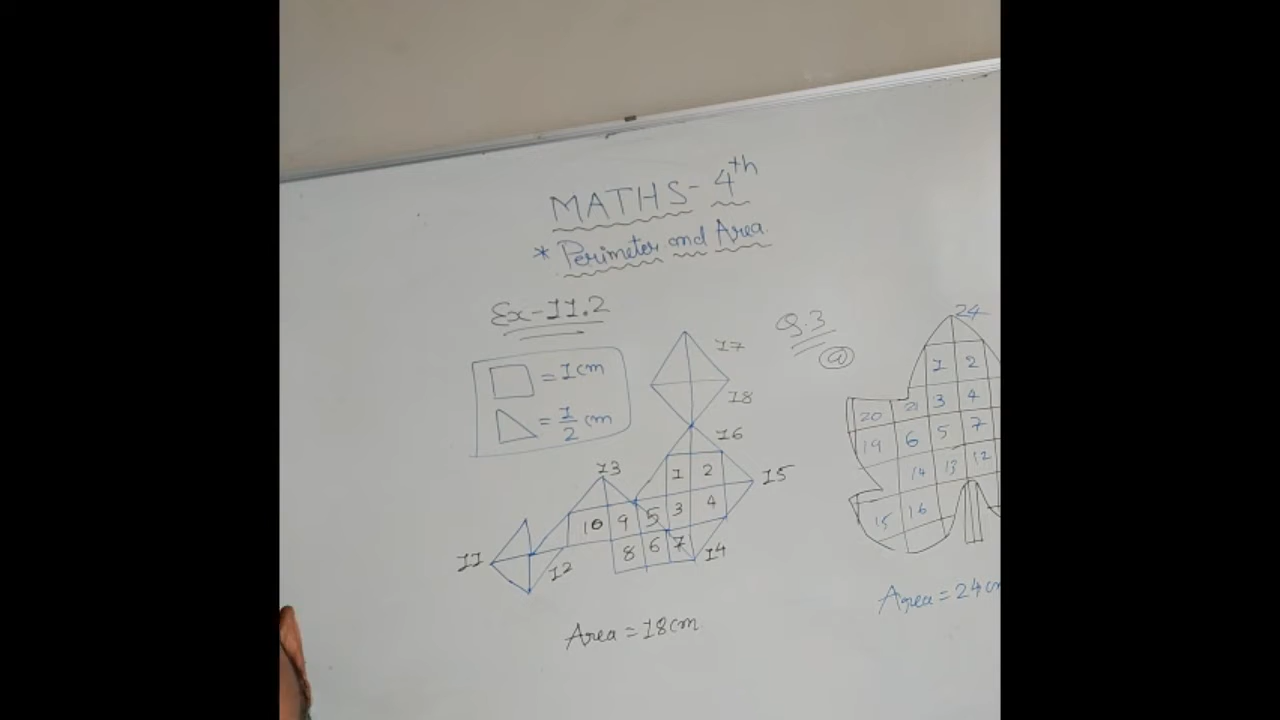 MATHS- 4th
* Perimeter and Area.
Ex-11.2
= 1cm
= 1/2 cm
17
18
16
13
1 2
15
10 9 5 3 4
8 6 7
14
11
12
Area = 18cm
Q.3
a
24
1 2
20 21 3 4
19 6 5 7
14 13 12
15 16
Area = 24c